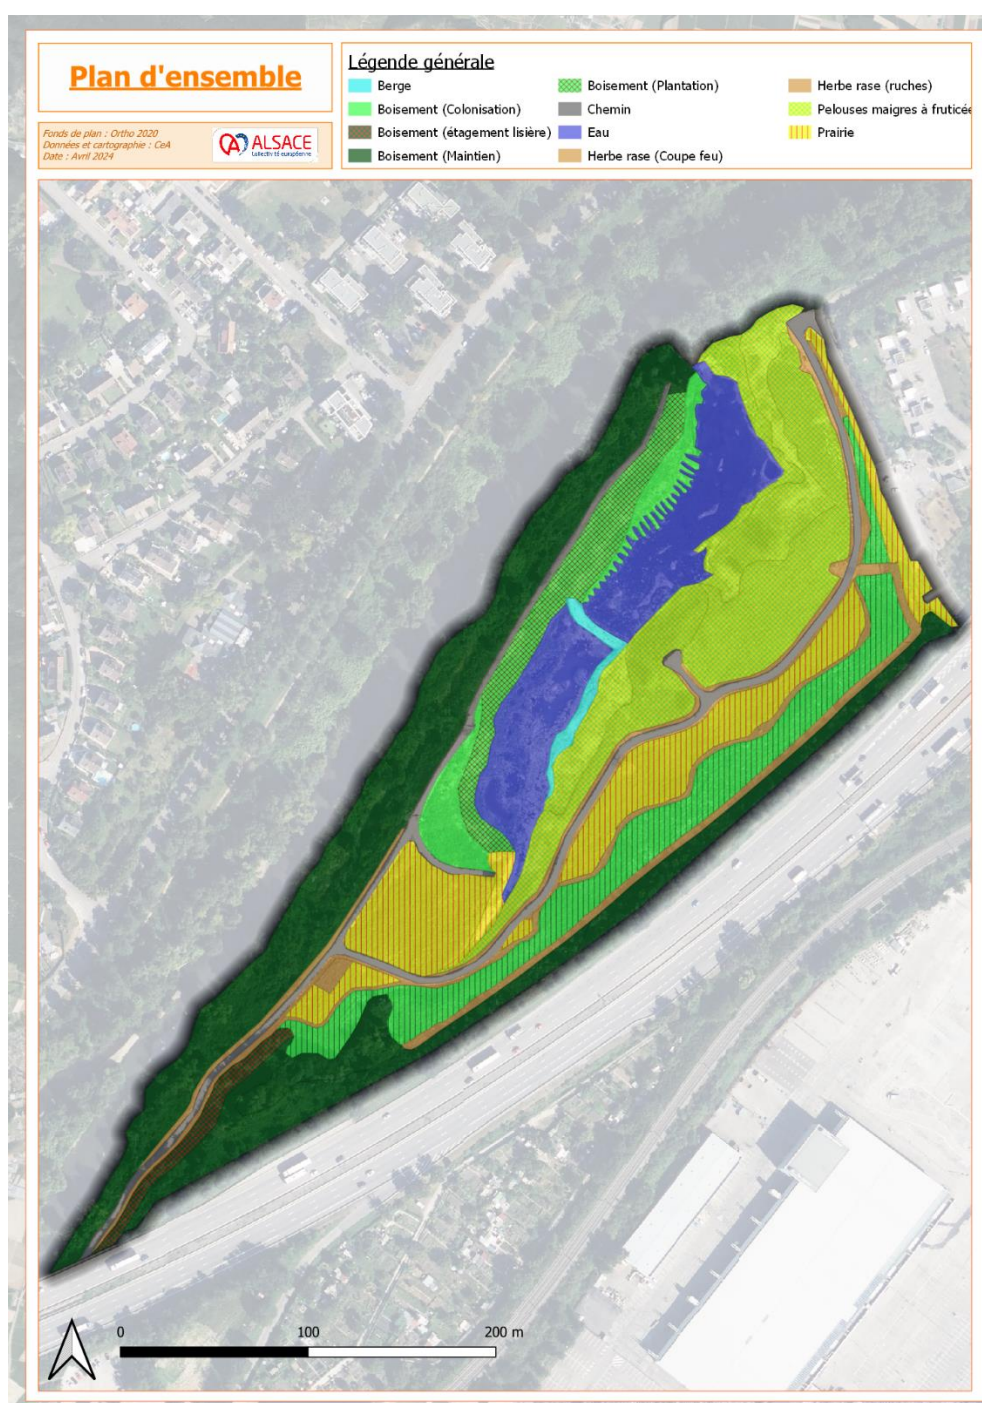 Plan d'ensemble
Fonds de plan : Ortho 2020
Données et cartographie : CeA
Date : Avril 2024
ALSACE
Collectivité européenne
Légende générale
Berge
Boisement (Colonisation)
Boisement (étagement lisière)
Boisement (Maintien)
Boisement (Plantation)
Chemin
Eau
Herbe rase (Coupe feu)
Herbe rase (ruches)
Pelouses maigres à fruticée
Prairie
0 100 200 m